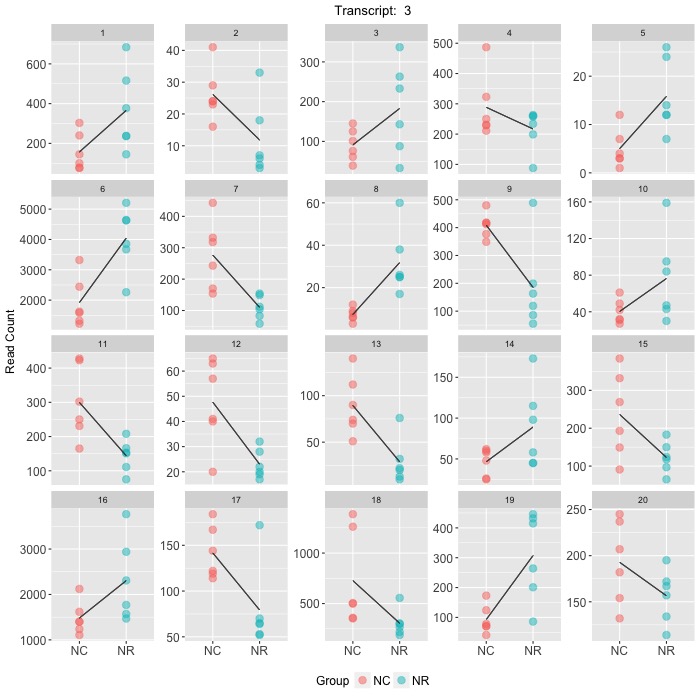 Transcript: 3
1 2 3 4 5
600 40 300 500 20
400 30 200 400 10
200 20 100 300 0
10 200
100
6 7 8 9 10
5000 400 60 500 160
4000 300 40 400 120
3000 200 20 300 80
2000 100 200 40
100
Read Count
11 12 13 14 15
400 60 100 150 400
300 50 50 100 300
200 40 50 200
100 30 100
20
16 17 18 19 20
3000 150 1000 400 250
2000 100 500 300 200
1000 50 200 150
100
NC NR NC NR NC NR NC NR NC NR
Group NC NR